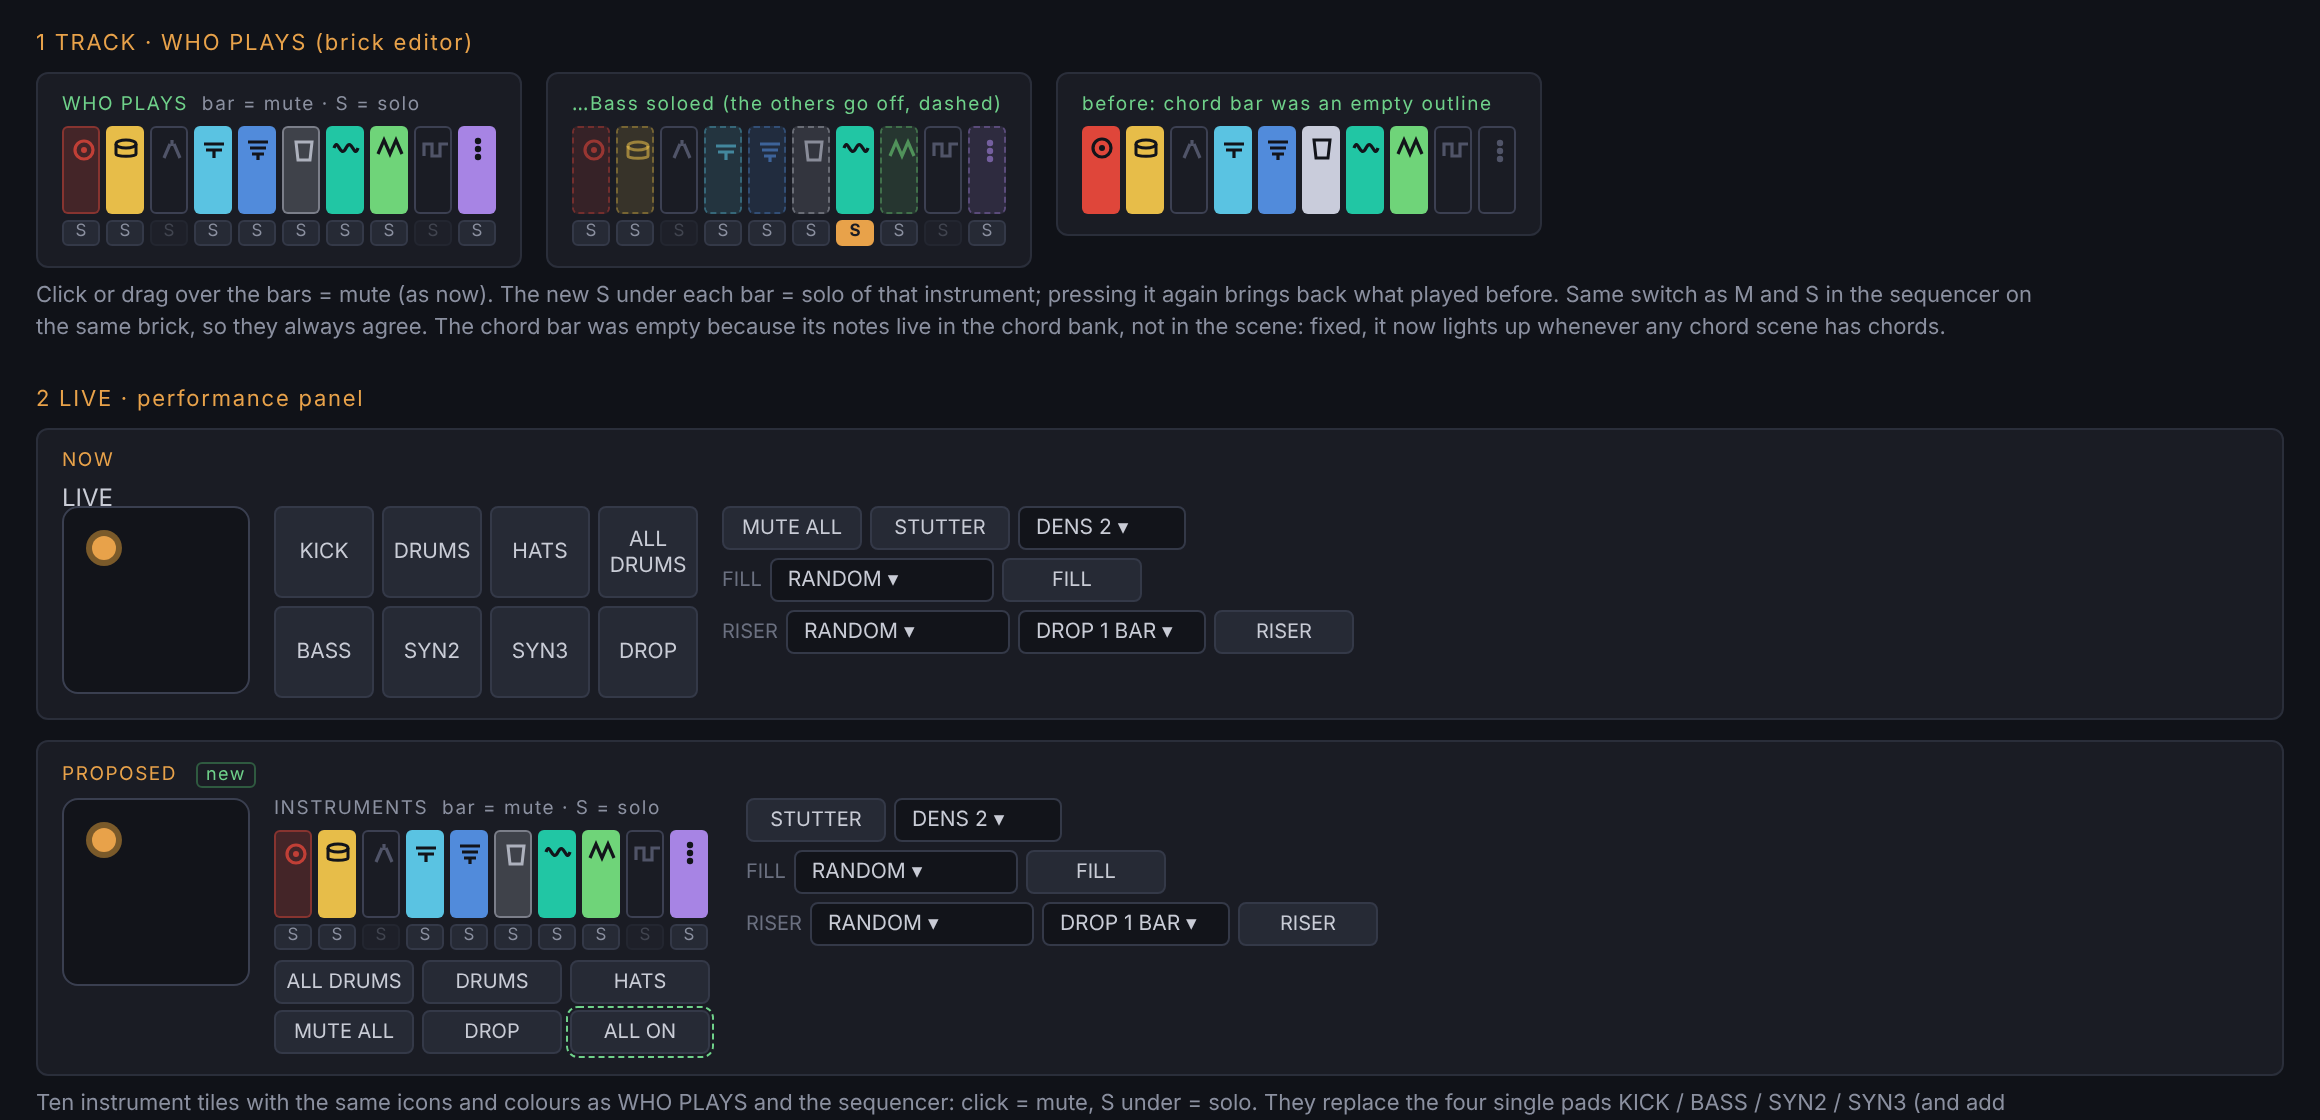 1 TRACK · WHO PLAYS (brick editor)
WHO PLAYS bar = mute · S = solo
S S S S S S S S S S
...Bass soloed (the others go off, dashed)
S S S S S S S S S S
before: chord bar was an empty outline
Click or drag over the bars = mute (as now). The new S under each bar = solo of that instrument; pressing it again brings back what played before. Same switch as M and S in the sequencer on
the same brick, so they always agree. The chord bar was empty because its notes live in the chord bank, not in the scene: fixed, it now lights up whenever any chord scene has chords.
2 LIVE · performance panel
NOW
LIVE
KICK DRUMS HATS ALL DRUMS
BASS SYN2 SYN3 DROP
MUTE ALL STUTTER DENS 2 ▾
FILL RANDOM ▾ FILL
RISER RANDOM ▾ DROP 1 BAR ▾ RISER
PROPOSED new
INSTRUMENTS bar = mute · S = solo
S S S S S S S S S S
ALL DRUMS DRUMS HATS
MUTE ALL DROP ALL ON
STUTTER DENS 2 ▾
FILL RANDOM ▾ FILL
RISER RANDOM ▾ DROP 1 BAR ▾ RISER
Ten instrument tiles with the same icons and colours as WHO PLAYS and the sequencer: click = mute, S under = solo. They replace the four single pads KICK / BASS / SYN2 / SYN3 (and add